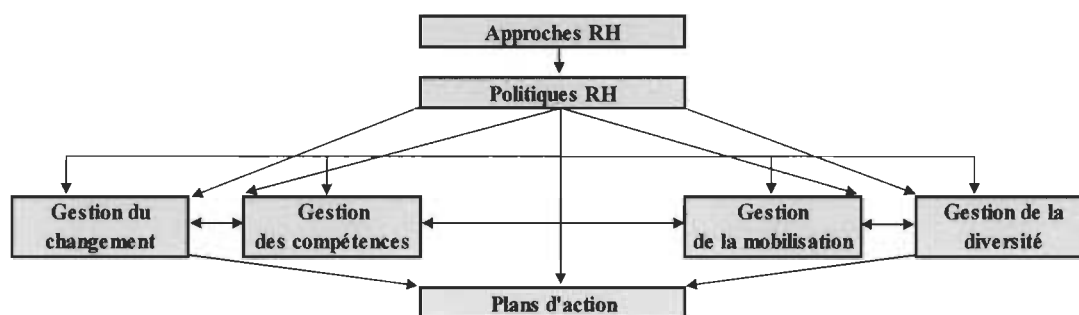 Approches RH
Politiques RH
Gestion du
changement
Gestion
des compétences
Gestion
de la mobilisation
Gestion de la
diversité
Plans d'action